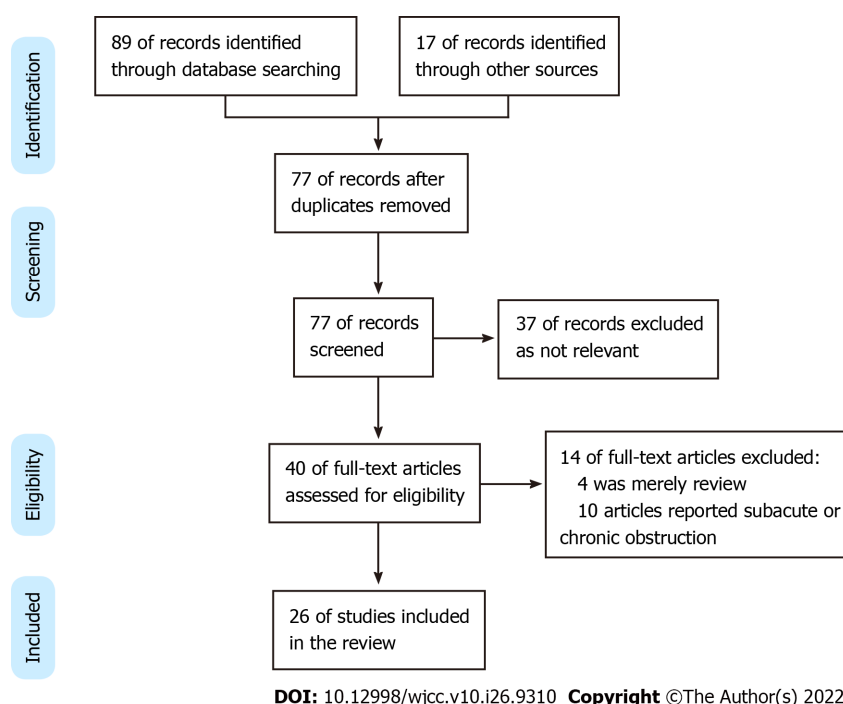 Identification
89 of records identified
through database searching
17 of records identified
through other sources
77 of records after
duplicates removed
Screening
77 of records
screened
37 of records excluded
as not relevant
Eligibility
40 of full-text articles
assessed for eligibility
14 of full-text articles excluded:
4 was merely review
10 articles reported subacute or
chronic obstruction
Included
26 of studies included
in the review
DOI: 10.12998/wjcc.v10.i26.9310 Copyright ©The Author(s) 2022